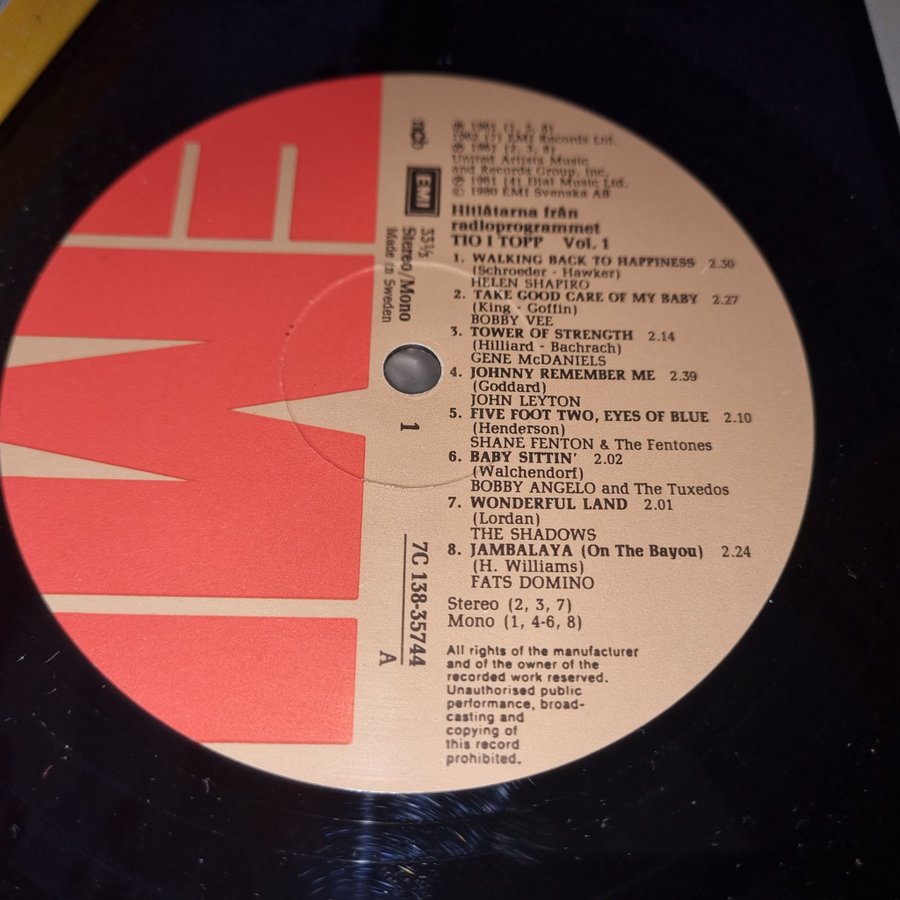 ncb
EMI
33⅓
Stereo/Mono
Made in Sweden
1
7C 138-35744
A
℗ 1961 (1, 5, 6)
1962 (7) EMI Records Ltd.
℗ 1961 (2, 3, 8)
United Artists Music
and Records Group, Inc.
℗ 1961 (4) Dial Music Ltd.
© 1980 EMI Svenska AB
Hitlåtarna från
radioprogrammet
TIO I TOPP Vol. 1
1. WALKING BACK TO HAPPINESS 2.30
(Schroeder - Hawker)
HELEN SHAPIRO
2. TAKE GOOD CARE OF MY BABY 2.27
(King - Goffin)
BOBBY VEE
3. TOWER OF STRENGTH 2.14
(Hilliard - Bachrach)
GENE McDANIELS
4. JOHNNY REMEMBER ME 2.39
(Goddard)
JOHN LEYTON
5. FIVE FOOT TWO, EYES OF BLUE 2.10
(Henderson)
SHANE FENTON & The Fentones
6. BABY SITTIN' 2.02
(Walchendorf)
BOBBY ANGELO and The Tuxedos
7. WONDERFUL LAND 2.01
(Lordan)
THE SHADOWS
8. JAMBALAYA (On The Bayou) 2.24
(H. Williams)
FATS DOMINO
Stereo (2, 3, 7)
Mono (1, 4-6, 8)
All rights of the manufacturer
and of the owner of the
recorded work reserved.
Unauthorised public
performance, broad-
casting and
copying of
this record
prohibited.